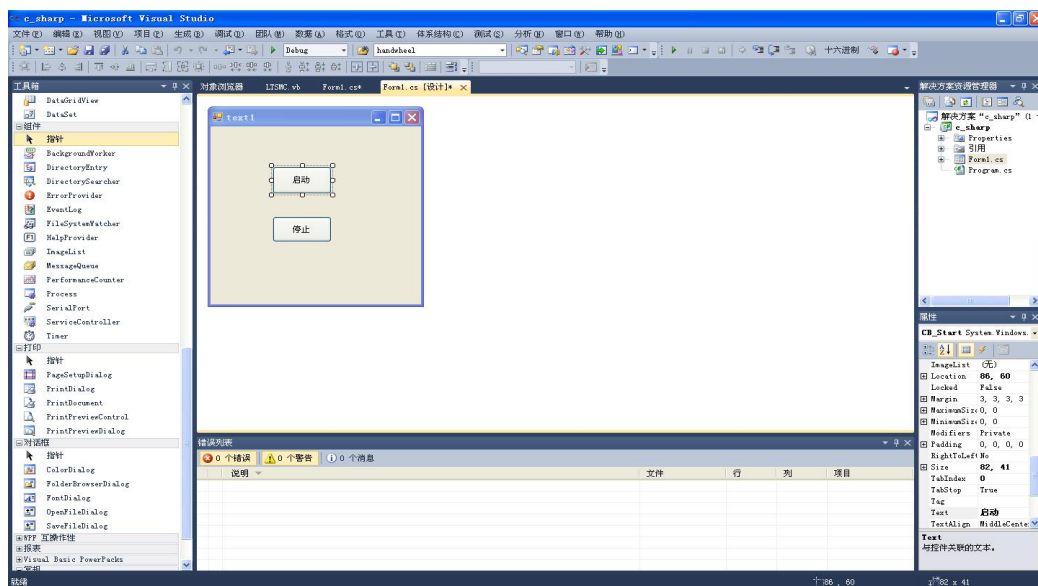 c_sharp - Microsoft Visual Studio
文件(F) 编辑(E) 视图(V) 项目(P) 生成(B) 调试(D) 团队(M) 数据(A) 格式(O) 工具(T) 体系结构(C) 测试(S) 分析(N) 窗口(W) 帮助(H)
Debug handwheel 十六进制
工具箱
DataGridView
DataSet
组件
指针
BackgroundWorker
DirectoryEntry
DirectorySearcher
ErrorProvider
EventLog
FileSystemWatcher
HelpProvider
ImageList
MessageQueue
PerformanceCounter
Process
SerialPort
ServiceController
Timer
打印
指针
PageSetupDialog
PrintDialog
PrintDocument
PrintPreviewControl
PrintPreviewDialog
对话框
指针
ColorDialog
FolderBrowserDialog
FontDialog
OpenFileDialog
SaveFileDialog
WPF 互操作性
报表
Visual Basic PowerPacks
常规
对象浏览器 LTSMC.vb Form1.cs* Form1.cs [设计]*
text1
启动
停止
错误列表
0 个错误 0 个警告 0 个消息
说明 文件 行 列 项目
解决方案资源管理器
解决方案 "c_sharp" (1
c_sharp
Properties
引用
Form1.cs
Program.cs
属性
CB_Start System.Windows.
ImageList (无)
Location 86, 60
Locked False
Margin 3, 3, 3, 3
MaximumSize 0, 0
MinimumSize 0, 0
Modifiers Private
Padding 0, 0, 0, 0
RightToLeft No
Size 82, 41
TabIndex 0
TabStop True
Tag
Text 启动
TextAlign MiddleCente
Text
与控件关联的文本。
就绪 86 , 60 82 x 41